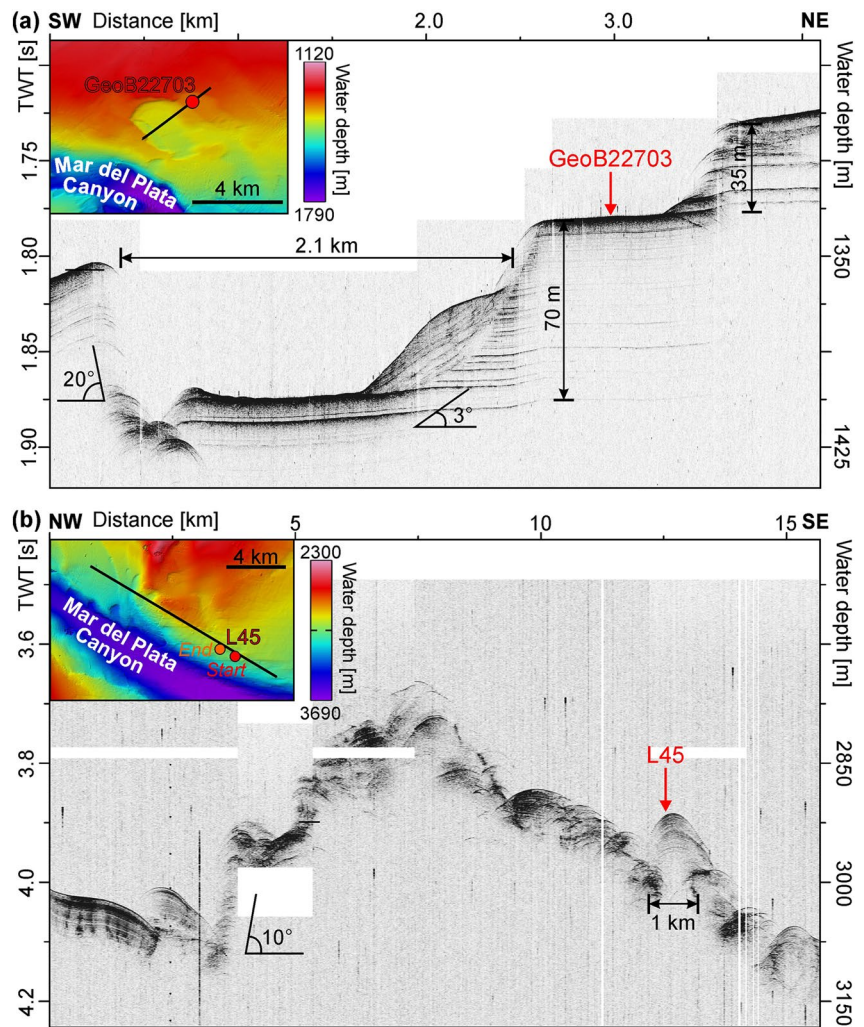 (a) SW Distance [km] 2.0 3.0 NE
TWT [s]
1.75
1.80
1.85
1.90
1120
Water depth [m]
1790
GeoB22703
Mar del Plata
Canyon
4 km
GeoB22703
35 m
2.1 km
70 m
20°
3°
Water depth [m]
1350
1425
(b) NW Distance [km] 5 10 15 SE
TWT [s]
3.6
3.8
4.0
4.2
4 km
2300
Water depth [m]
3690
Mar del Plata
Canyon
L45
End
Start
L45
10°
1 km
Water depth [m]
2850
3000
3150